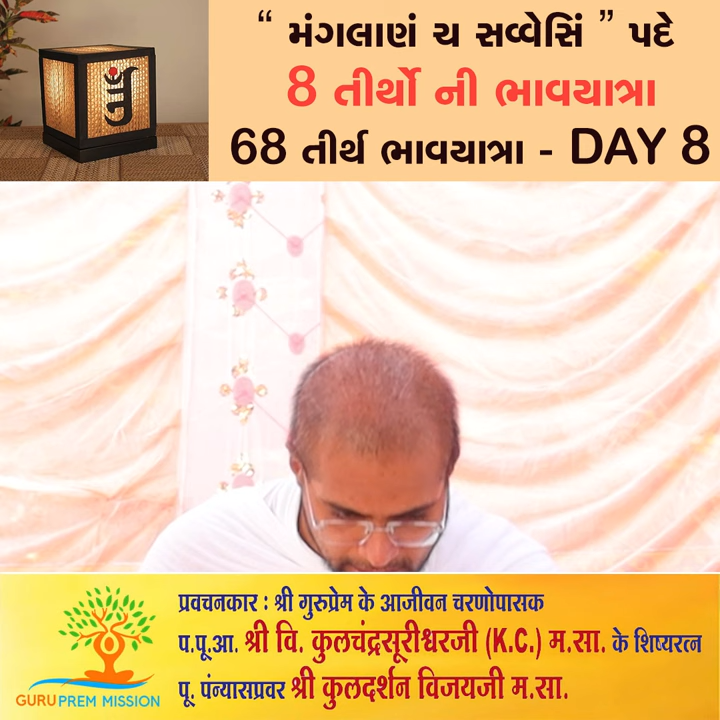 “ મંગલાણં ચ સવ્વેસિં ” પદે
8 તીર્થો ની ભાવયાત્રા
68 તીર્થ ભાવયાત્રા - DAY 8
प्रवचनकार : श्री गुरुप्रेम के आजीवन चरणोपासक
प.पू.आ. श्री वि. कुलचंद्रसूरीश्वरजी (K.C.) म.सा. के शिष्यरत्न
पू. पंन्यासप्रवर श्री कुलदर्शन विजयजी म.सा.
GURU PREM MISSION